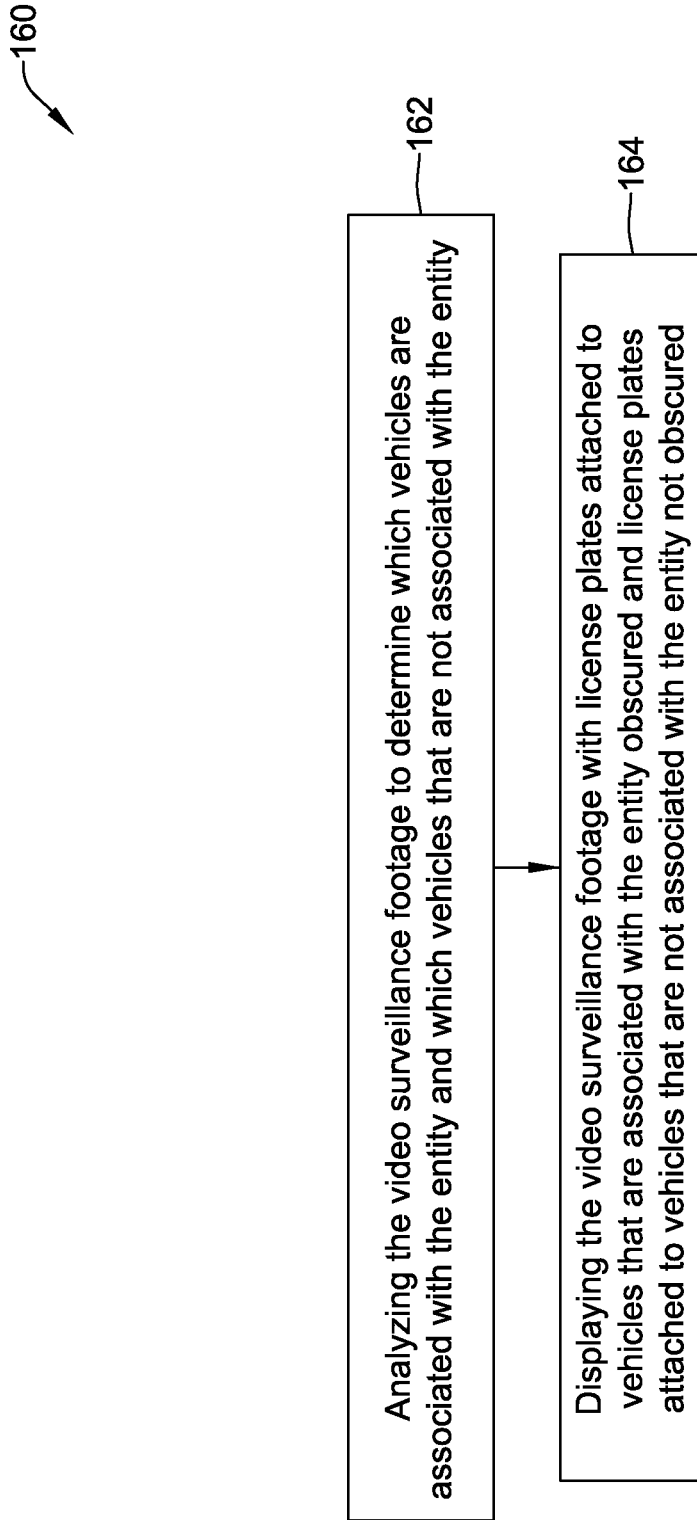 160
162
Analyzing the video surveillance footage to determine which vehicles are
associated with the entity and which vehicles that are not associated with the entity
164
Displaying the video surveillance footage with license plates attached to
vehicles that are associated with the entity obscured and license plates
attached to vehicles that are not associated with the entity not obscured